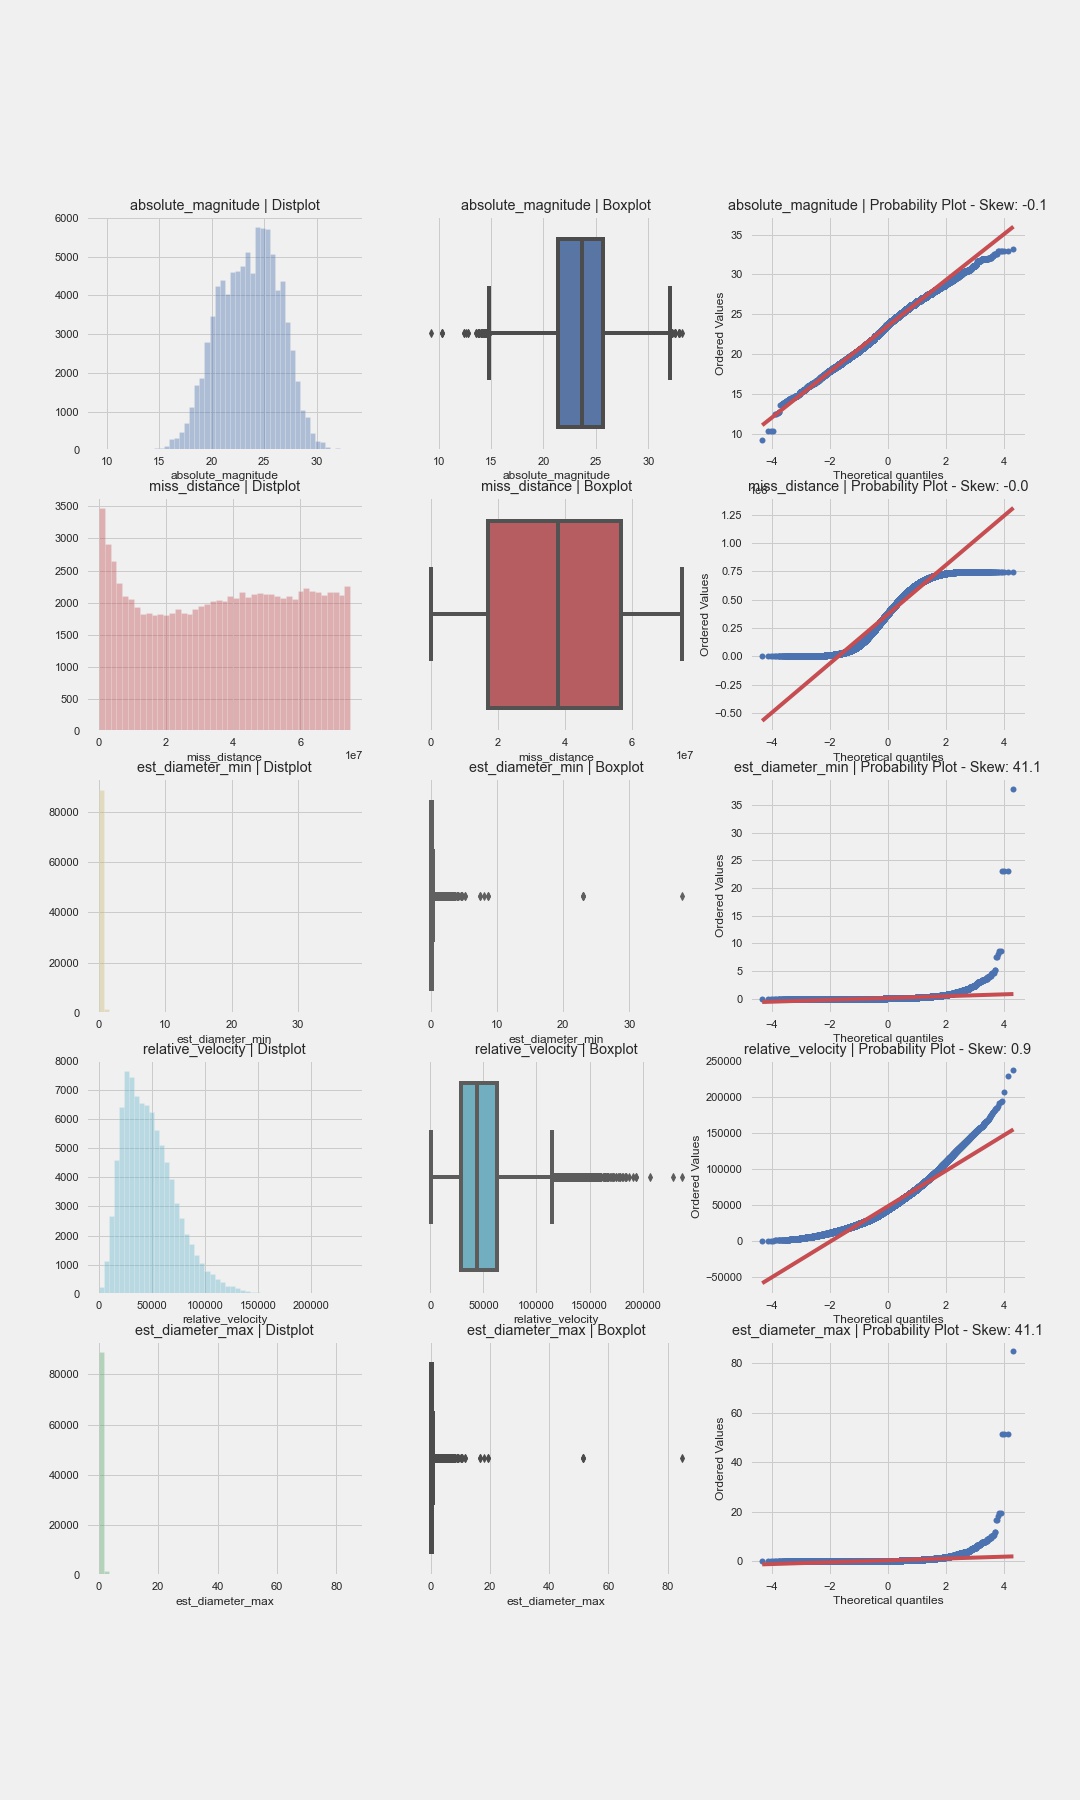 absolute_magnitude | Distplot
6000
5000
4000
3000
2000
1000
0
10 15 20 25 30
absolute_magnitude
absolute_magnitude | Boxplot
10 15 20 25 30
absolute_magnitude
absolute_magnitude | Probability Plot - Skew: -0.1
Ordered Values
35
30
25
20
15
10
−4 −2 0 2 4
Theoretical quantiles
miss_distance | Distplot
3500
3000
2500
2000
1500
1000
500
0
0 2 4 6
1e7
miss_distance
miss_distance | Boxplot
0 2 4 6
1e7
miss_distance
miss_distance | Probability Plot - Skew: -0.0
Ordered Values
1.25
1.00
0.75
0.50
0.25
0.00
−0.25
−0.50
−4 −2 0 2 4
Theoretical quantiles
est_diameter_min | Distplot
80000
60000
40000
20000
0
0 10 20 30
est_diameter_min
est_diameter_min | Boxplot
0 10 20 30
est_diameter_min
est_diameter_min | Probability Plot - Skew: 41.1
Ordered Values
35
30
25
20
15
10
5
0
−4 −2 0 2 4
Theoretical quantiles
relative_velocity | Distplot
8000
7000
6000
5000
4000
3000
2000
1000
0
0 50000 100000 150000 200000
relative_velocity
relative_velocity | Boxplot
0 50000 100000 150000 200000
relative_velocity
relative_velocity | Probability Plot - Skew: 0.9
Ordered Values
250000
200000
150000
100000
50000
0
−50000
−4 −2 0 2 4
Theoretical quantiles
est_diameter_max | Distplot
80000
60000
40000
20000
0
0 20 40 60 80
est_diameter_max
est_diameter_max | Boxplot
0 20 40 60 80
est_diameter_max
est_diameter_max | Probability Plot - Skew: 41.1
Ordered Values
80
60
40
20
0
−4 −2 0 2 4
Theoretical quantiles